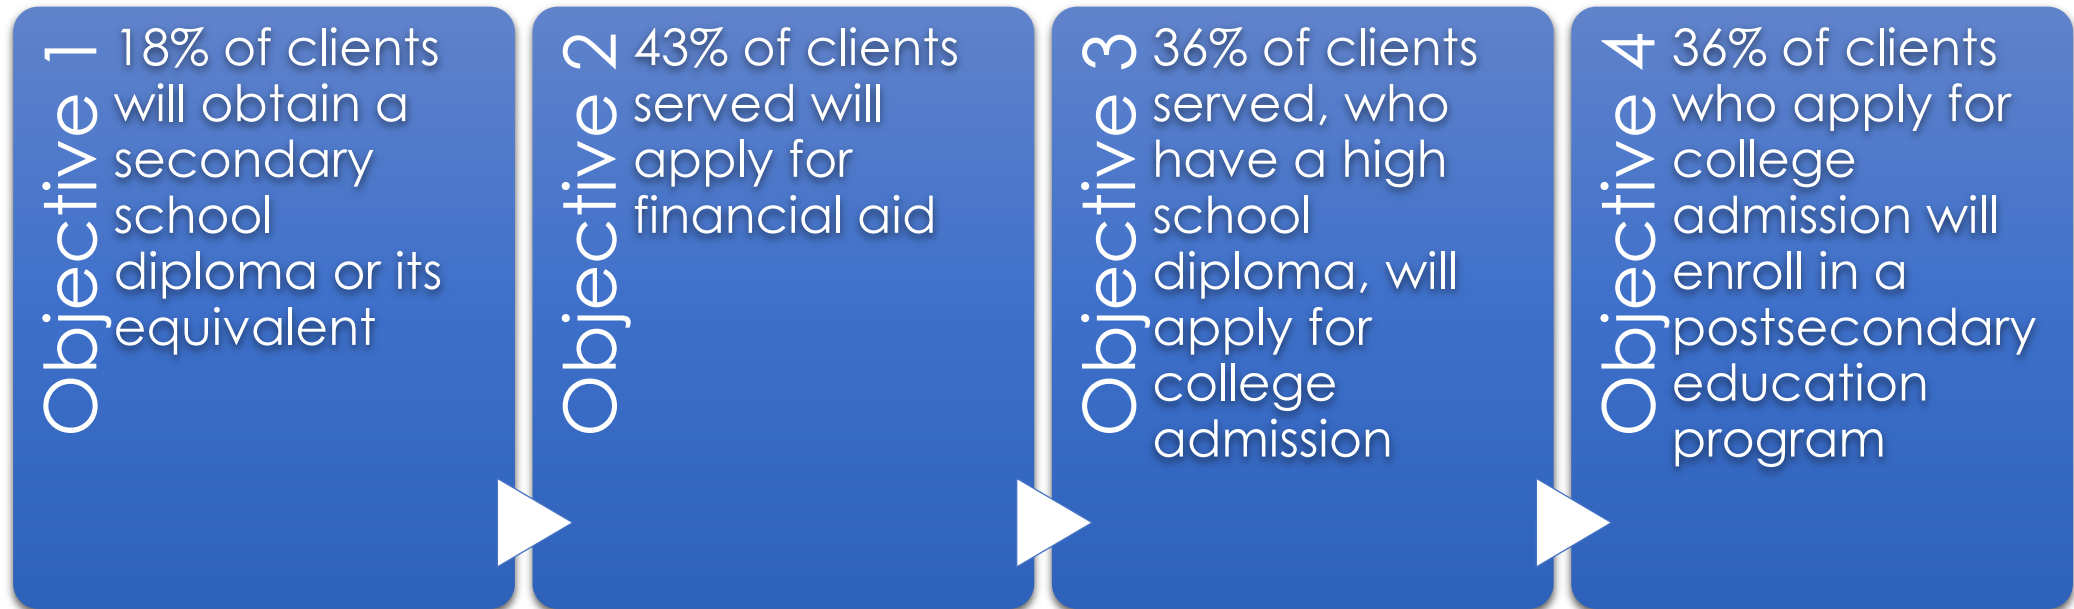 Objective 1
18% of clients
will obtain a
secondary
school
diploma or its
equivalent
Objective 2
43% of clients
served will
apply for
financial aid
Objective 3
36% of clients
served, who
have a high
school
diploma, will
apply for
college
admission
Objective 4
36% of clients
who apply for
college
admission will
enroll in a
postsecondary
education
program